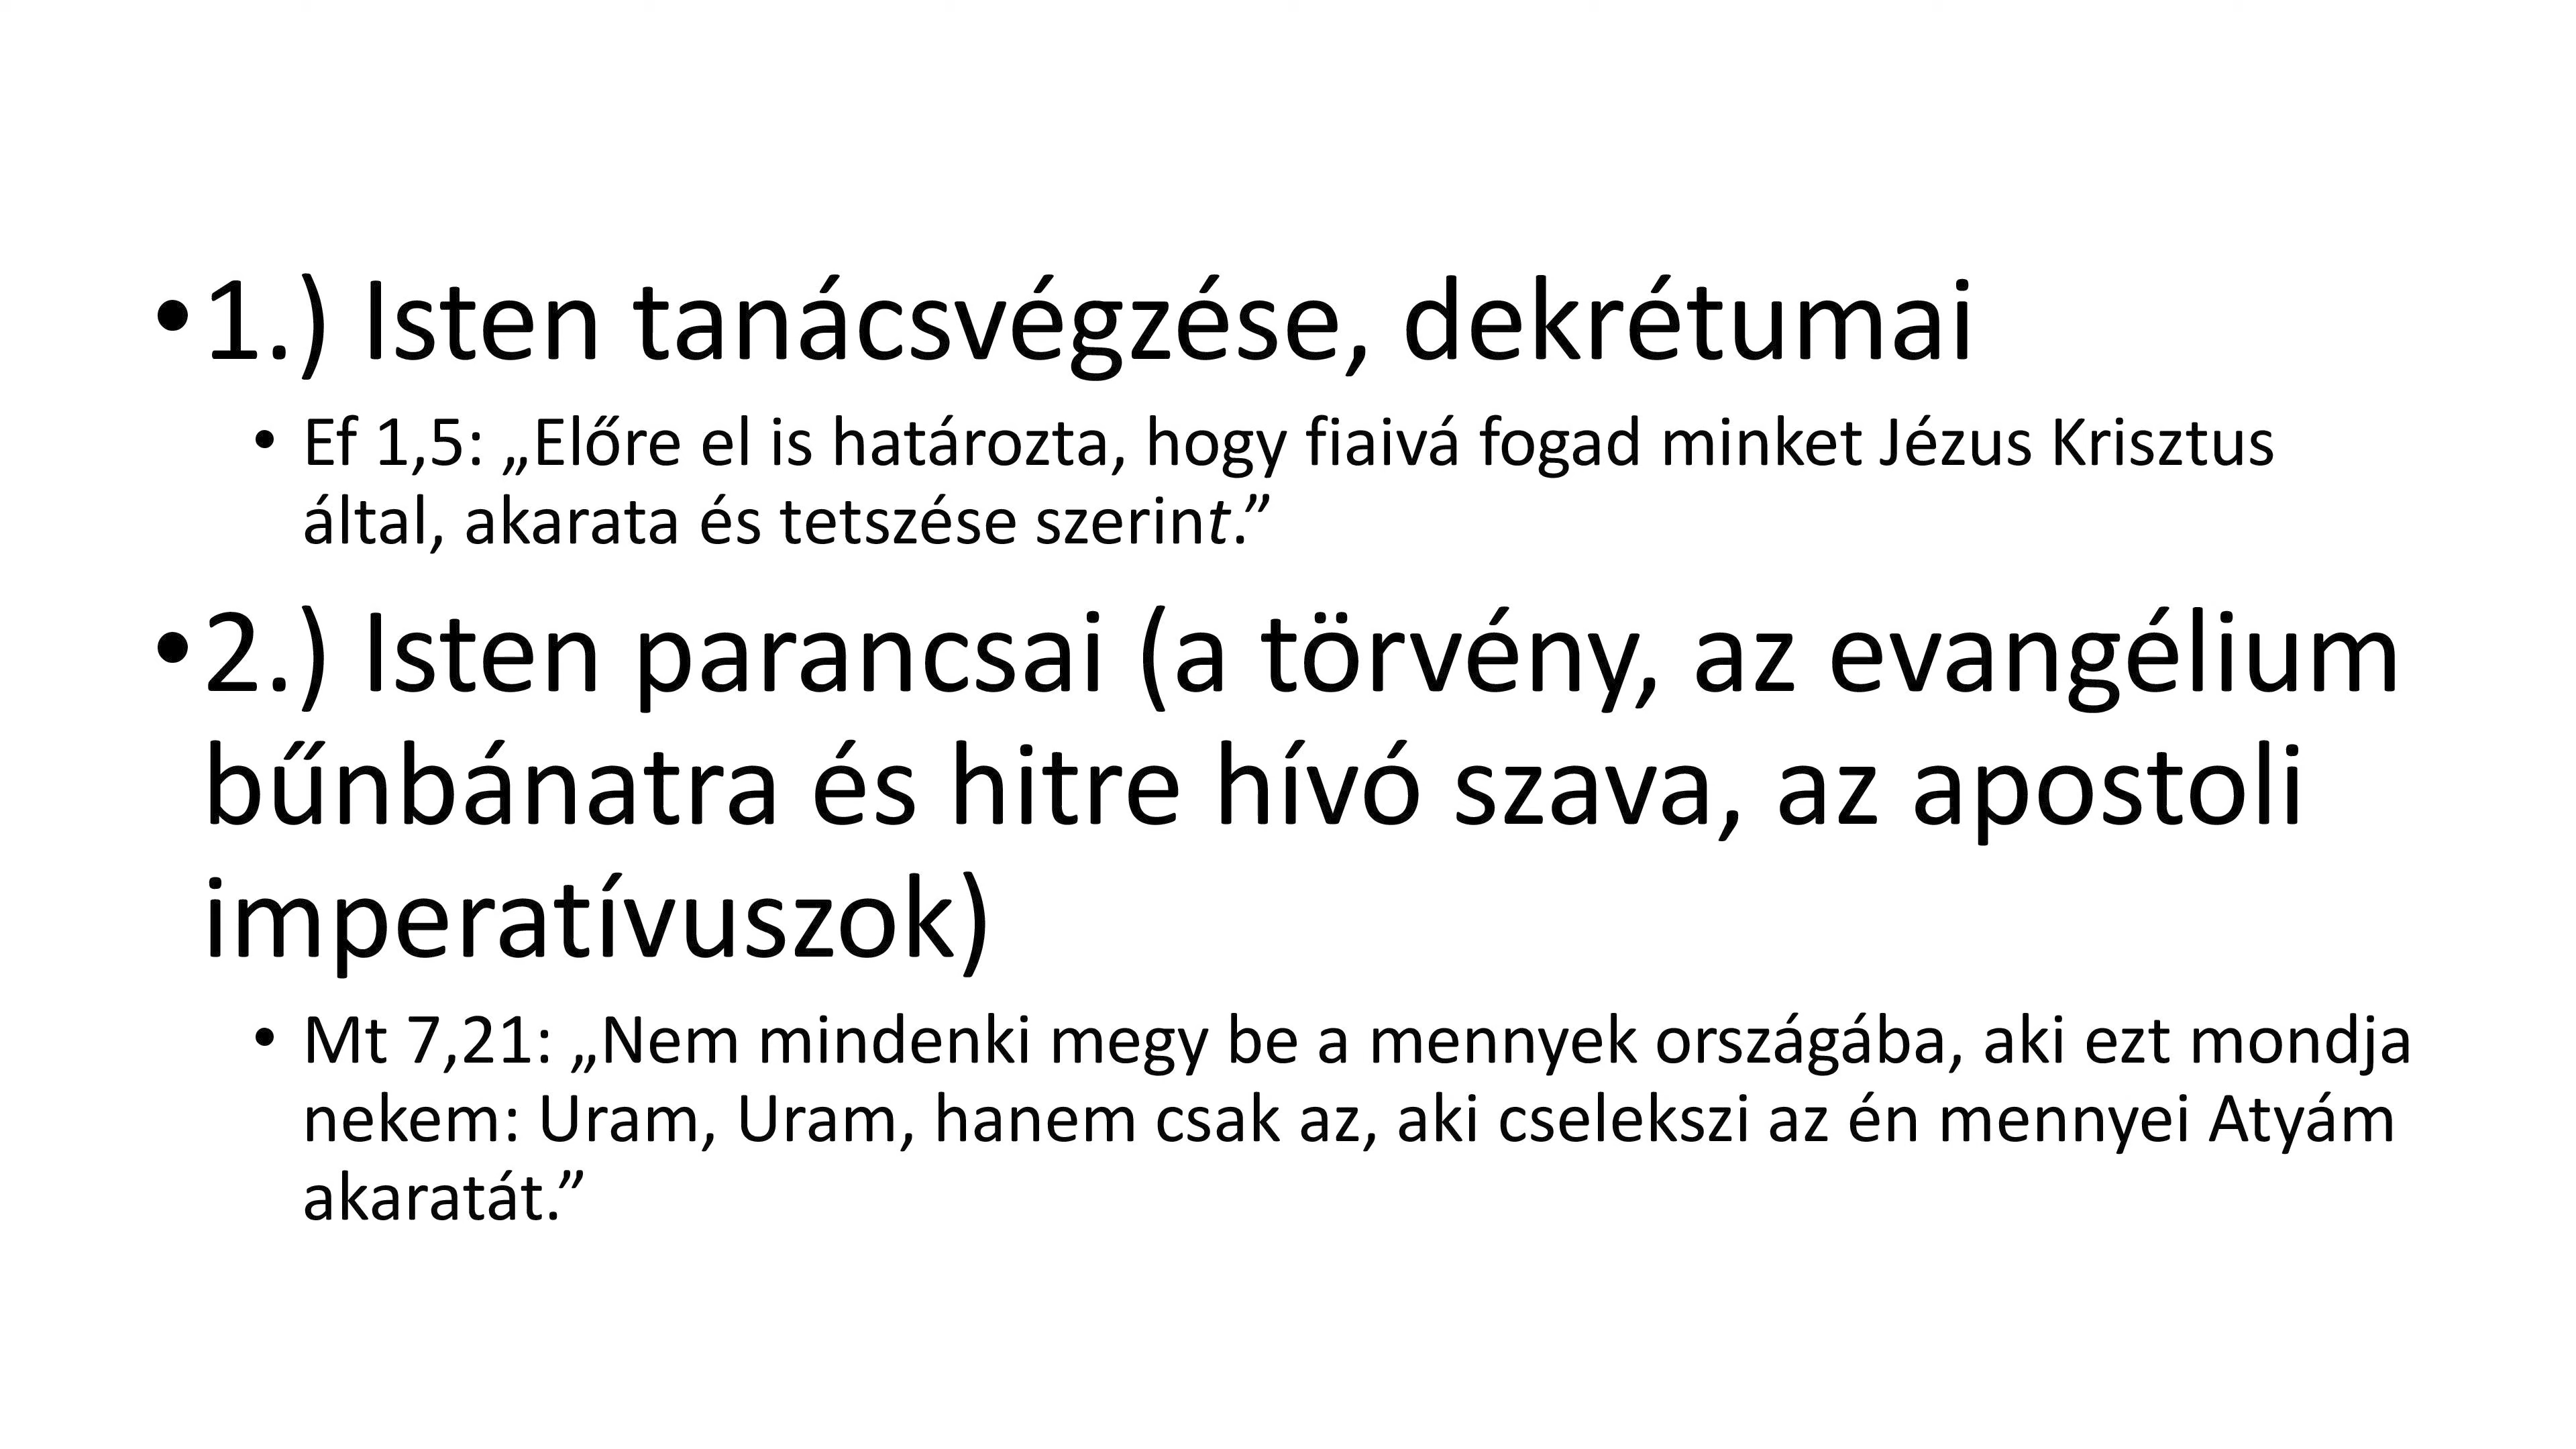 • 1.) Isten tanácsvégzése, dekrétumai
• Ef 1,5: „Előre el is határozta, hogy fiaivá fogad minket Jézus Krisztus
által, akarata és tetszése szerint.”
• 2.) Isten parancsai (a törvény, az evangélium
bűnbánatra és hitre hívó szava, az apostoli
imperatívuszok)
• Mt 7,21: „Nem mindenki megy be a mennyek országába, aki ezt mondja
nekem: Uram, Uram, hanem csak az, aki cselekszi az én mennyei Atyám
akaratát.”